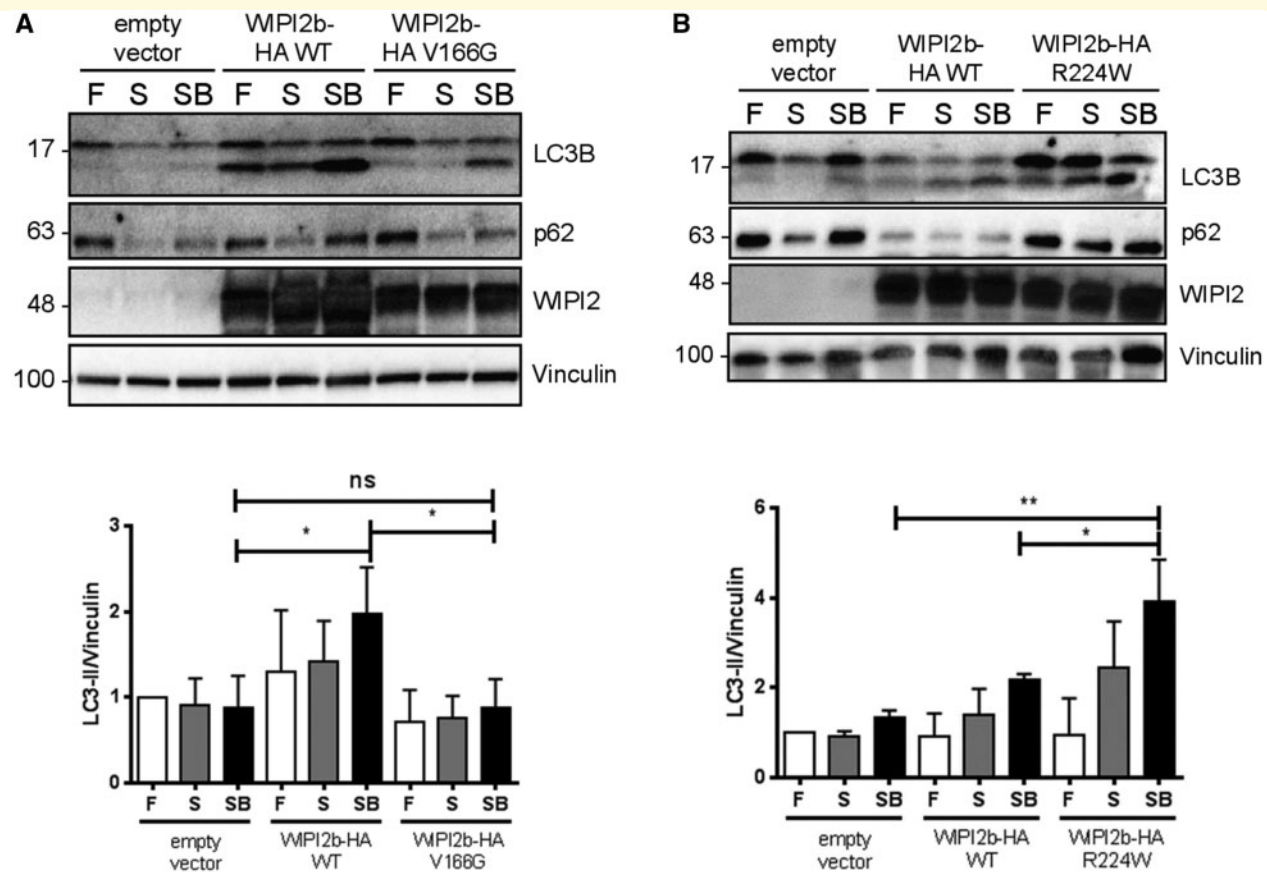 A
empty vector
WIPI2b-HA WT
WIPI2b-HA V166G
F S SB F S SB F S SB
17
LC3B
63
p62
48
WIPI2
100
Vinculin
ns
*
*
3
2
1
0
LC3-II/Vinculin
F S SB F S SB F S SB
empty vector
WIPI2b-HA WT
WIPI2b-HA V166G
B
empty vector
WIPI2b-HA WT
WIPI2b-HA R224W
F S SB F S SB F S SB
17
LC3B
63
p62
48
WIPI2
100
Vinculin
**
*
6
4
2
0
LC3-II/Vinculin
F S SB F S SB F S SB
empty vector
WIPI2b-HA WT
WIPI2b-HA R224W